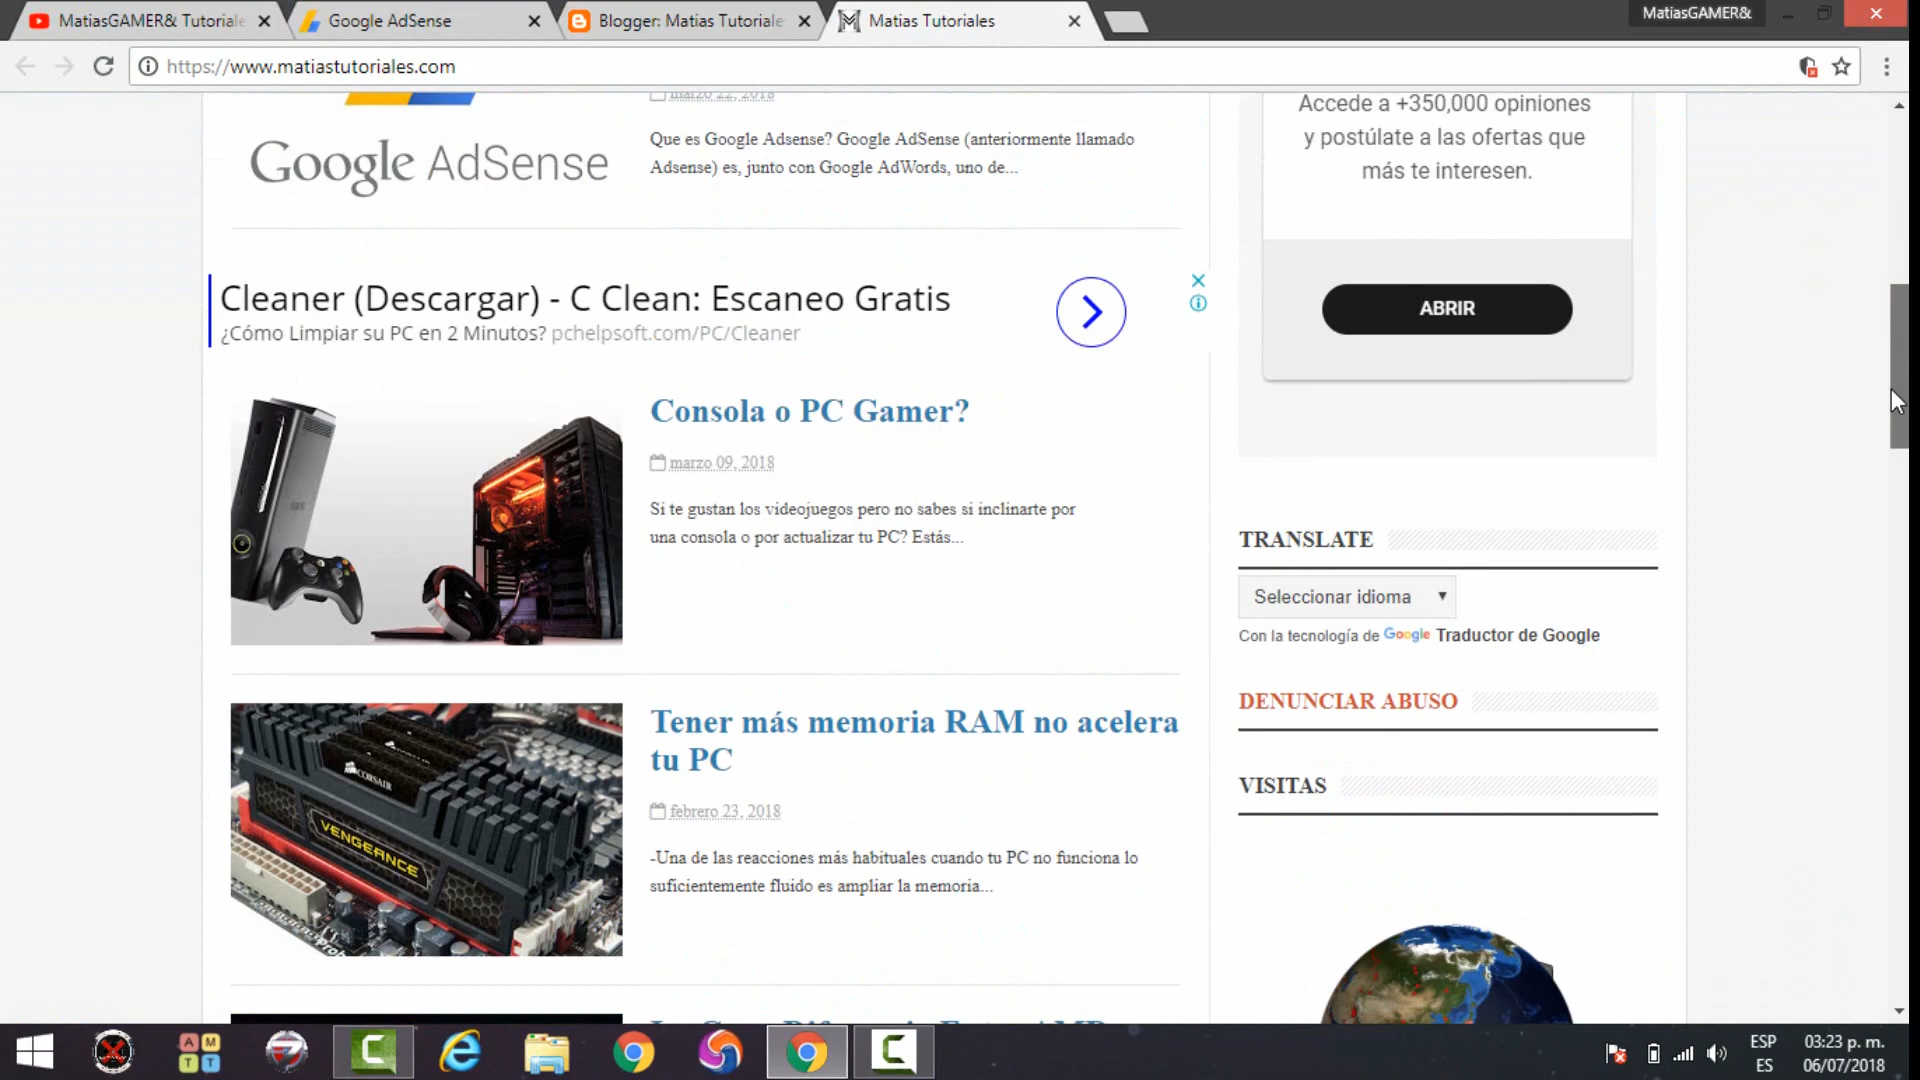 MatiasGAMER& Tutoriale
Google AdSense
Blogger: Matias Tutoriale
Matias Tutoriales
MatiasGAMER&
https://www.matiastutoriales.com
marzo 22, 2018
Google AdSense
Que es Google Adsense? Google AdSense (anteriormente llamado
Adsense) es, junto con Google AdWords, uno de...
Cleaner (Descargar) - C Clean: Escaneo Gratis
¿Cómo Limpiar su PC en 2 Minutos? pchelpsoft.com/PC/Cleaner
Consola o PC Gamer?
marzo 09, 2018
Si te gustan los videojuegos pero no sabes si inclinarte por
una consola o por actualizar tu PC? Estás...
CORSAIR
VENGEANCE
Tener más memoria RAM no acelera
tu PC
febrero 23, 2018
-Una de las reacciones más habituales cuando tu PC no funciona lo
suficientemente fluido es ampliar la memoria...
Accede a +350,000 opiniones
y postúlate a las ofertas que
más te interesen.
ABRIR
TRANSLATE
Seleccionar idioma
Con la tecnología de Google Traductor de Google
DENUNCIAR ABUSO
VISITAS
A M
T T
ESP
ES
03:23 p. m.
06/07/2018